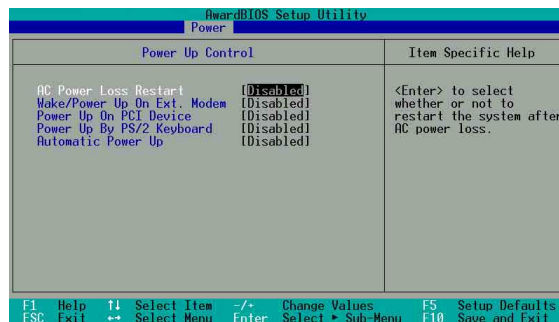 AwardBIOS Setup Utility
Power
Power Up Control
Item Specific Help
AC Power Loss Restart [Disabled]
Wake/Power Up On Ext. Modem [Disabled]
Power Up On PCI Device [Disabled]
Power Up By PS/2 Keyboard [Disabled]
Automatic Power Up [Disabled]
<Enter> to select
whether or not to
restart the system after
AC power loss.
F1 Help ↑↓ Select Item -/+ Change Values F5 Setup Defaults
ESC Exit ↔ Select Menu Enter Select ► Sub-Menu F10 Save and Exit